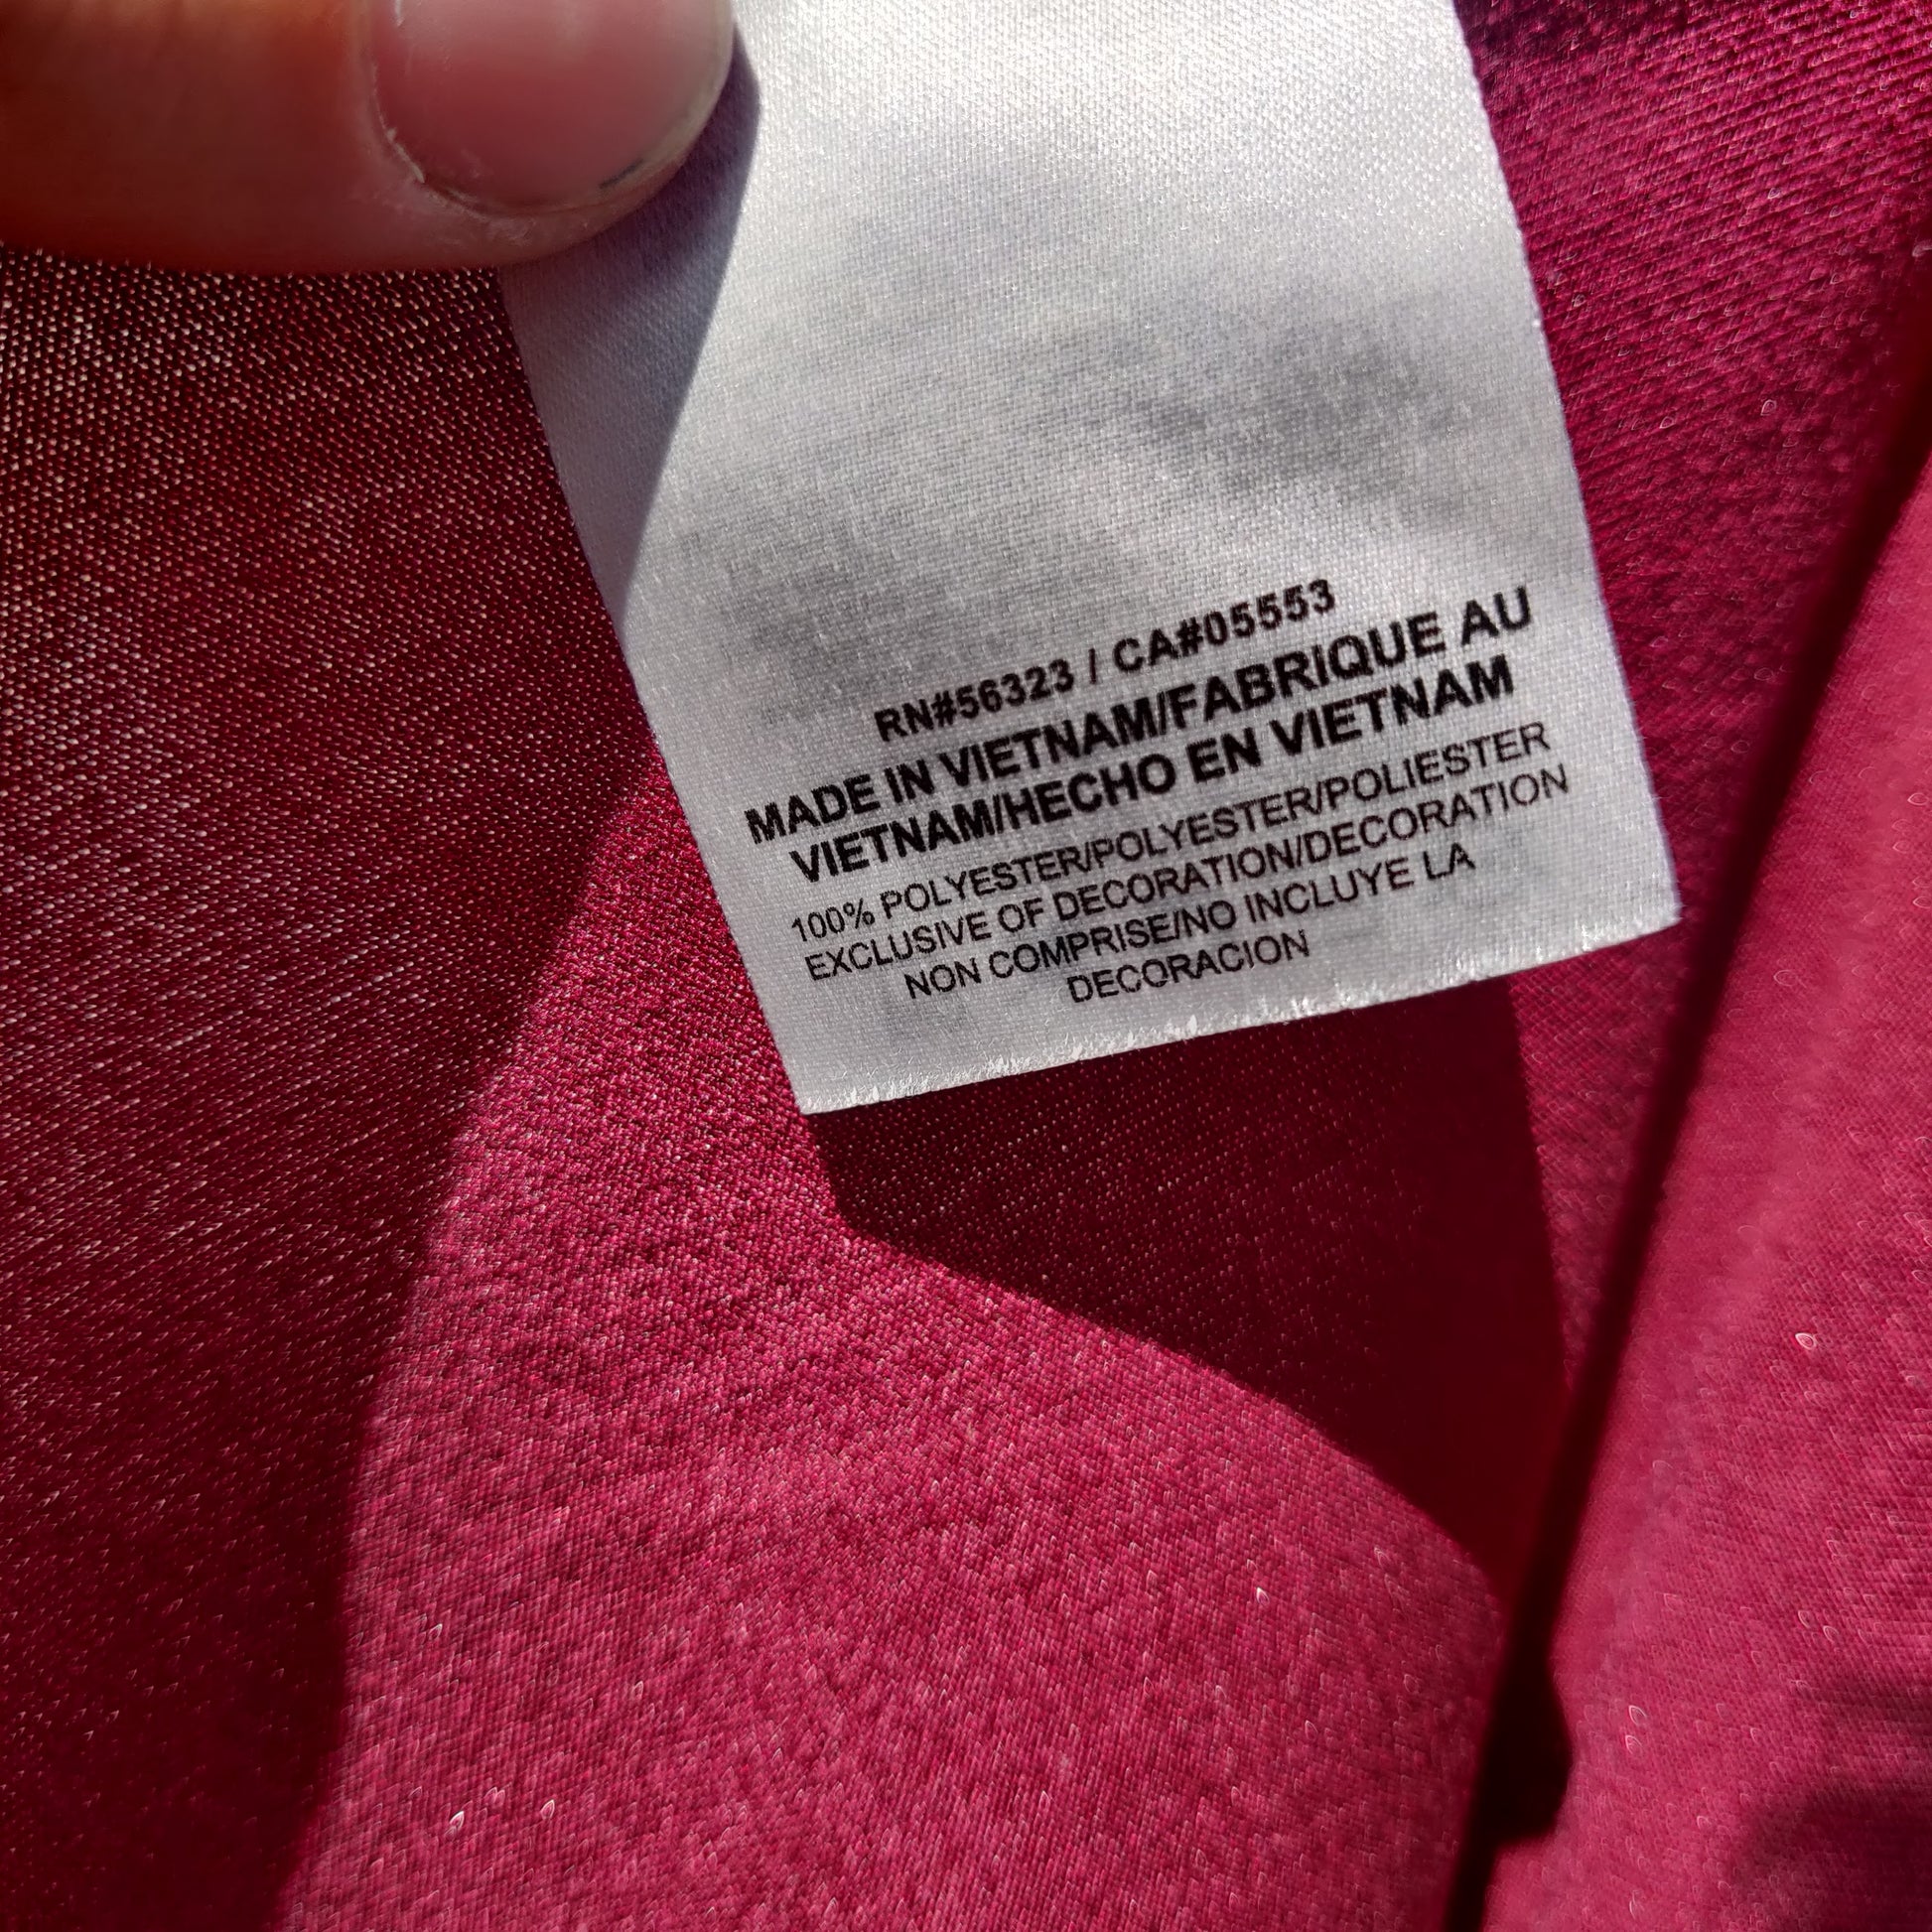 RN#56323 / CA#05553
MADE IN VIETNAM/FABRIQUE AU
VIETNAM/HECHO EN VIETNAM
100% POLYESTER/POLYESTER/POLIESTER
EXCLUSIVE OF DECORATION/DECORATION
NON COMPRISE/NO INCLUYE LA
DECORACION